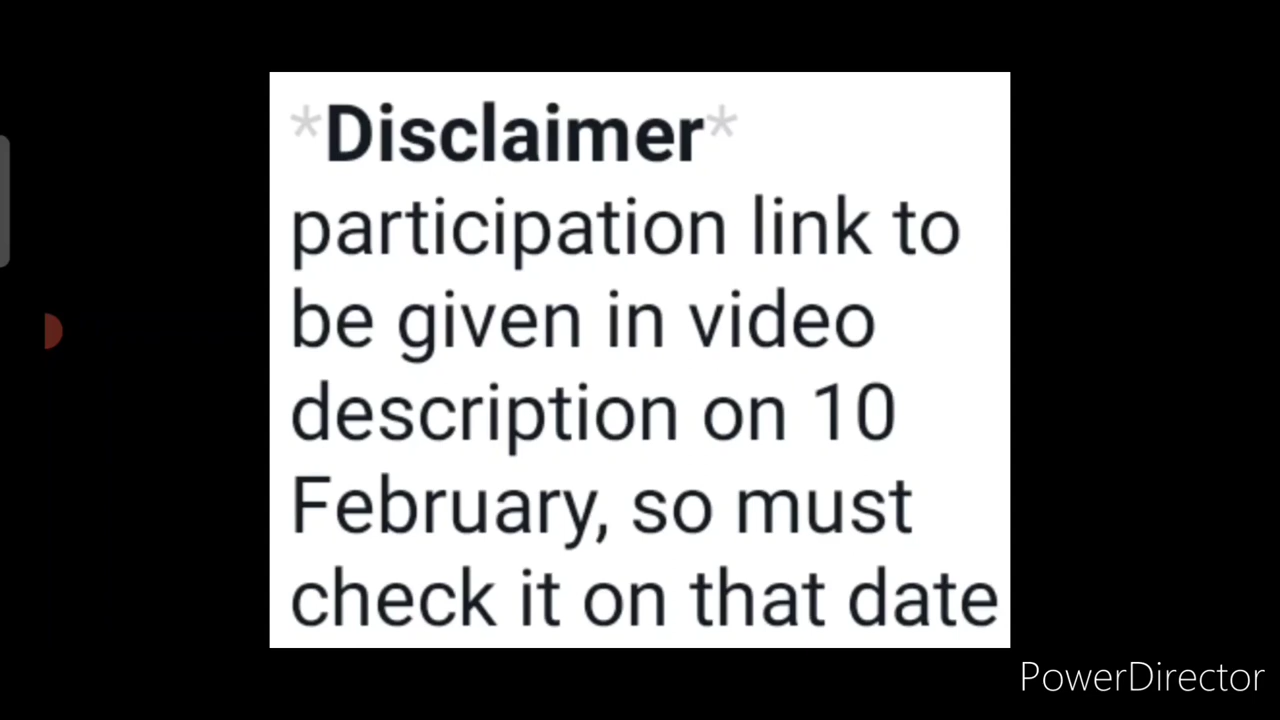 *Disclaimer*
participation link to
be given in video
description on 10
February, so must
check it on that date
PowerDirector